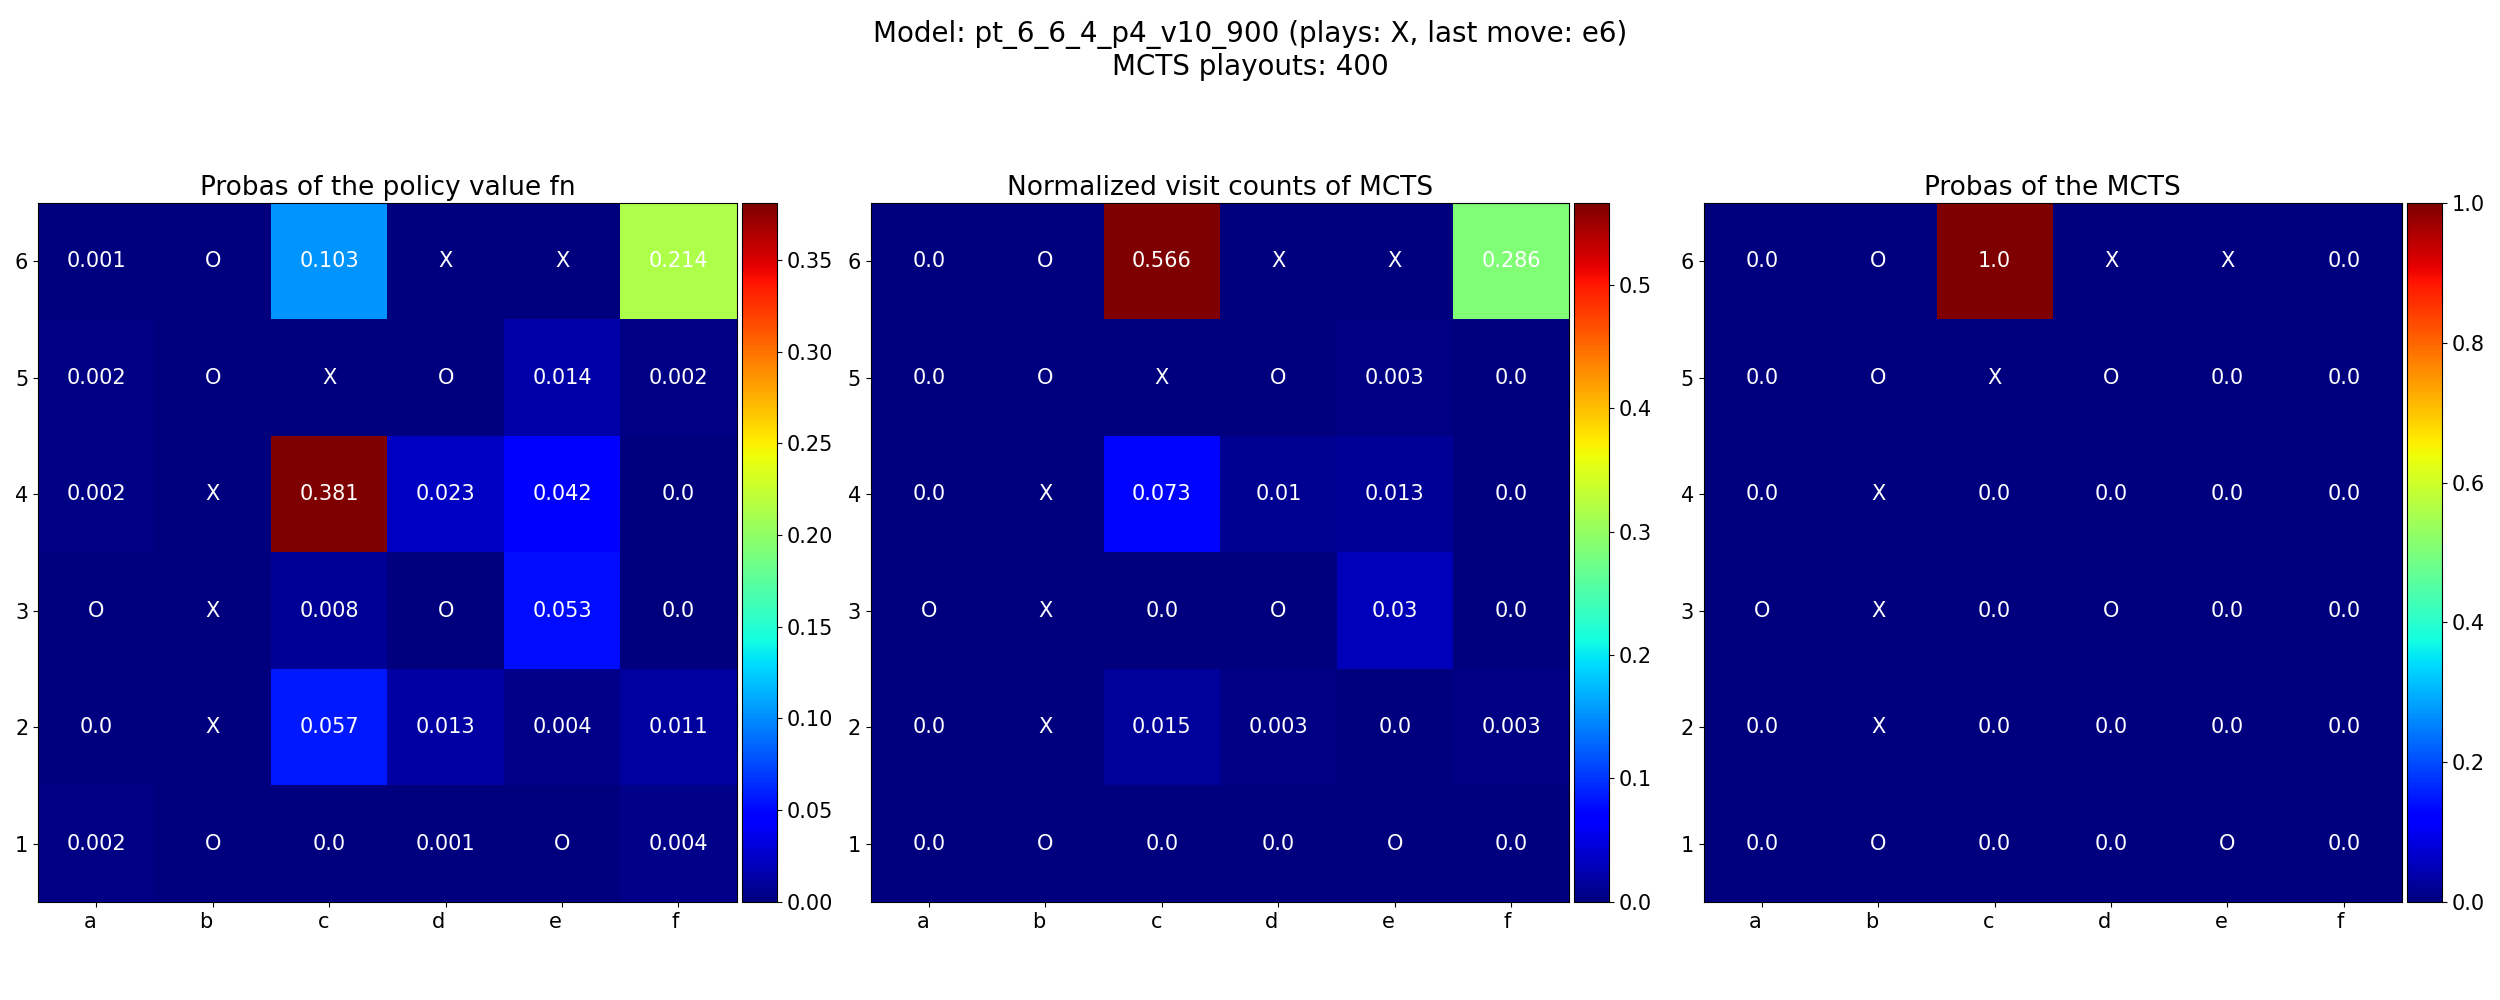 Model: pt_6_6_4_p4_v10_900 (plays: X, last move: e6)
MCTS playouts: 400
Probas of the policy value fn
6 0.001 O 0.103 X X 0.214
5 0.002 O X O 0.014 0.002
4 0.002 X 0.381 0.023 0.042 0.0
3 O X 0.008 O 0.053 0.0
2 0.0 X 0.057 0.013 0.004 0.011
1 0.002 O 0.0 0.001 O 0.004
a b c d e f
0.35
0.30
0.25
0.20
0.15
0.10
0.05
0.00
Normalized visit counts of MCTS
6 0.0 O 0.566 X X 0.286
5 0.0 O X O 0.003 0.0
4 0.0 X 0.073 0.01 0.013 0.0
3 O X 0.0 O 0.03 0.0
2 0.0 X 0.015 0.003 0.0 0.003
1 0.0 O 0.0 0.0 O 0.0
a b c d e f
0.5
0.4
0.3
0.2
0.1
0.0
Probas of the MCTS
6 0.0 O 1.0 X X 0.0
5 0.0 O X O 0.0 0.0
4 0.0 X 0.0 0.0 0.0 0.0
3 O X 0.0 O 0.0 0.0
2 0.0 X 0.0 0.0 0.0 0.0
1 0.0 O 0.0 0.0 O 0.0
a b c d e f
1.0
0.8
0.6
0.4
0.2
0.0